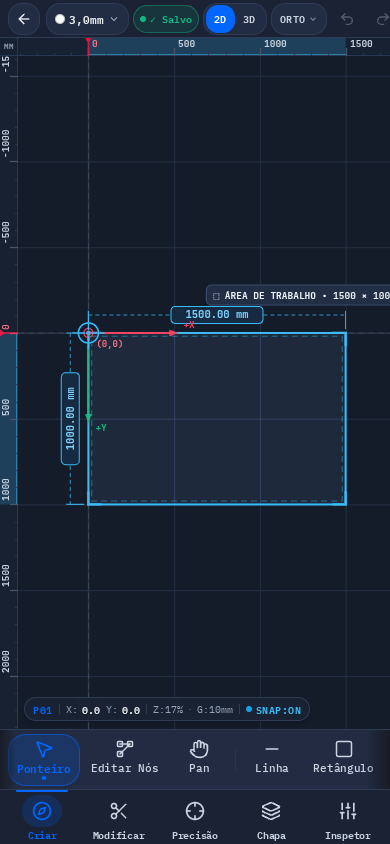 3,0mm
✓ Salvo
2D
3D
ORTO
MM
0
500
1000
1500
-15
-1000
-500
0
500
1000
1500
2000
ÁREA DE TRABALHO • 1500 × 100
1500.00 mm
+X
(0,0)
1000.00 mm
+Y
P01 X: 0.0 Y: 0.0 Z:17% · G:10mm SNAP:ON
Ponteiro
Editar Nós
Pan
Linha
Retângulo
Criar
Modificar
Precisão
Chapa
Inspetor